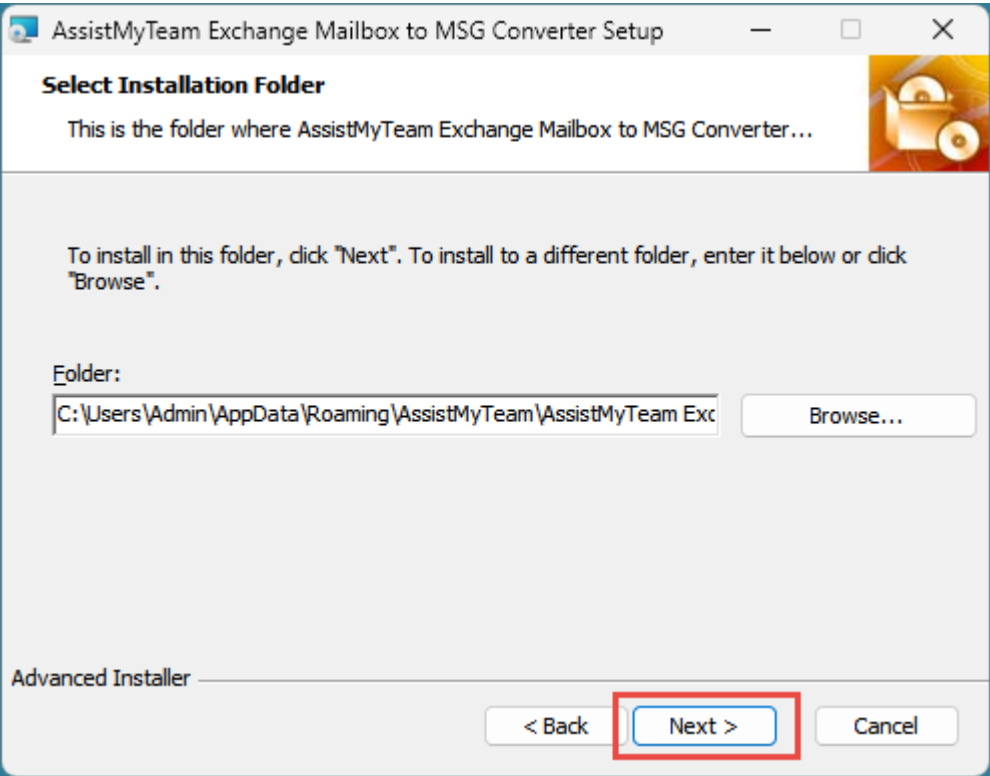 AssistMyTeam Exchange Mailbox to MSG Converter Setup
Select Installation Folder
This is the folder where AssistMyTeam Exchange Mailbox to MSG Converter...
To install in this folder, click "Next". To install to a different folder, enter it below or click
"Browse".
Folder:
C:\Users\Admin\AppData\Roaming\AssistMyTeam\AssistMyTeam Exc
Browse...
Advanced Installer
< Back
Next >
Cancel